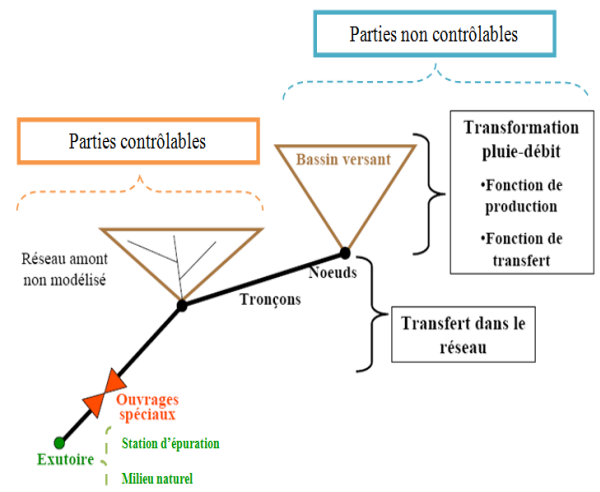 Parties non contrôlables
Parties contrôlables
Bassin versant
Transformation
pluie-débit
•Fonction de
production
•Fonction de
transfert
Réseau amont
non modélisé
Noeuds
Tronçons
Transfert dans le
réseau
Ouvrages
spéciaux
Exutoire
Station d'épuration
Milieu naturel